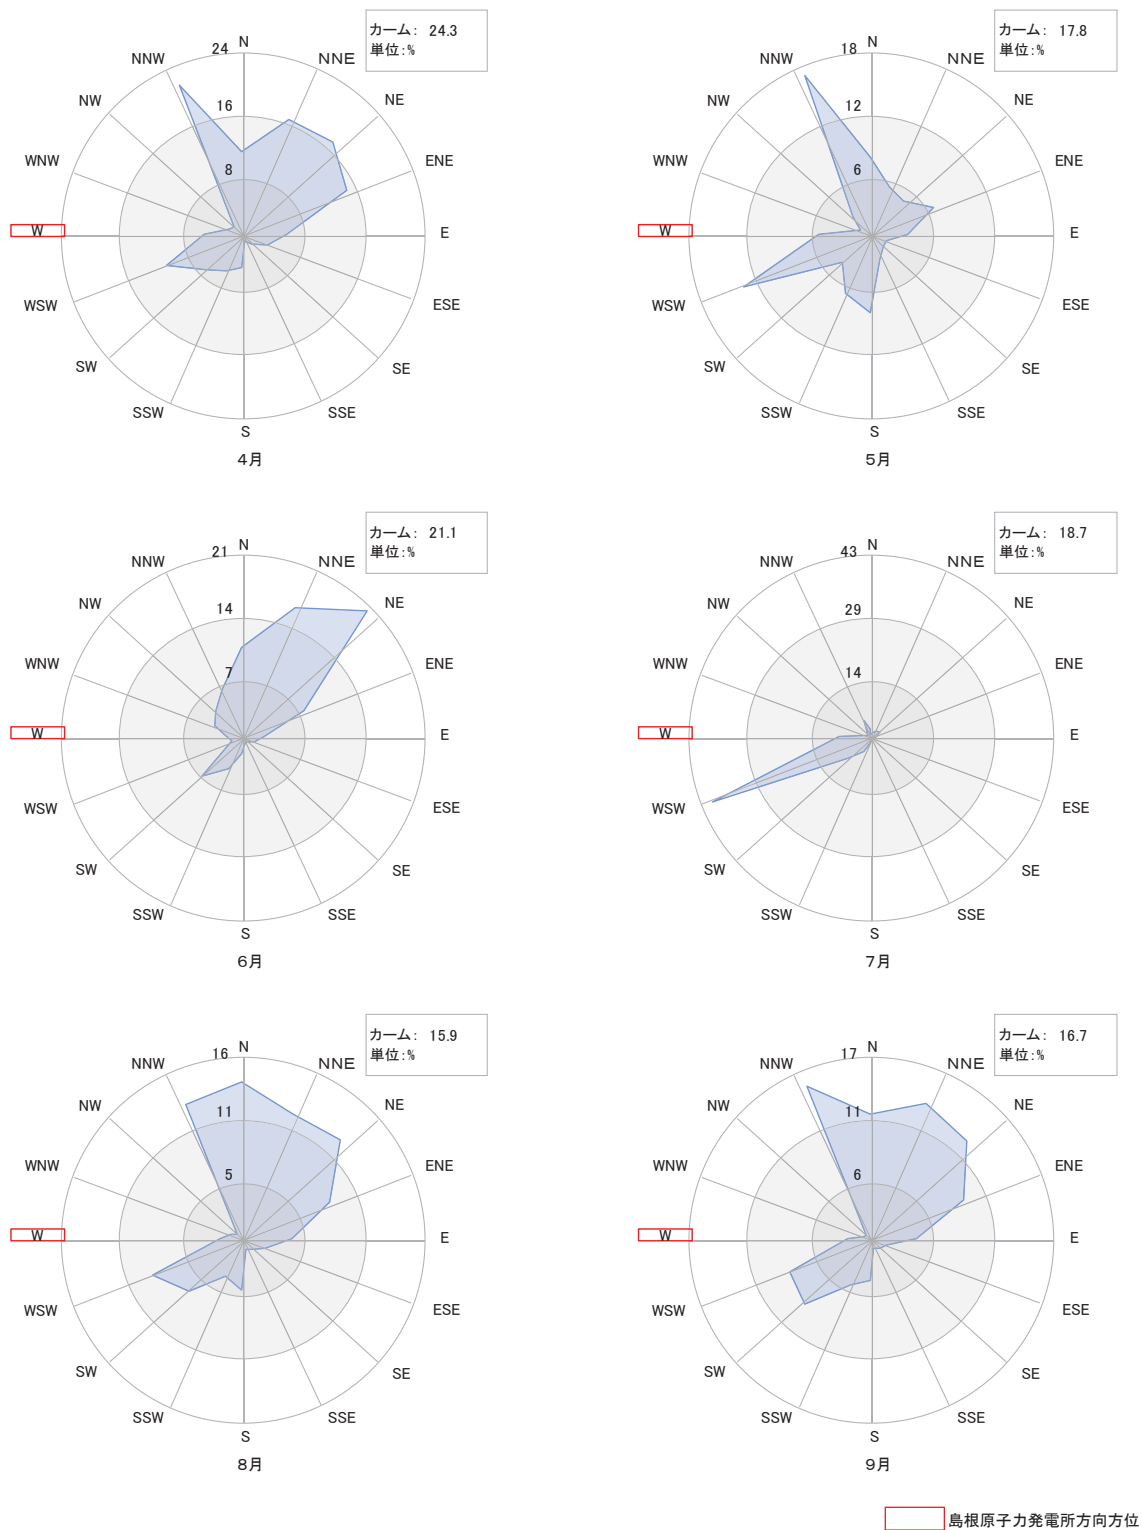 カーム: 24.3
単位:%
N
24
NNW
NNE
NW
NE
16
WNW
ENE
8
W
E
WSW
ESE
SW
SE
SSW
SSE
S
4月
カーム: 17.8
単位:%
N
18
NNW
NNE
NW
NE
12
WNW
ENE
6
W
E
WSW
ESE
SW
SE
SSW
SSE
S
5月
カーム: 21.1
単位:%
N
21
NNW
NNE
NW
NE
14
WNW
ENE
7
W
E
WSW
ESE
SW
SE
SSW
SSE
S
6月
カーム: 18.7
単位:%
N
43
NNW
NNE
NW
NE
29
WNW
ENE
14
W
E
WSW
ESE
SW
SE
SSW
SSE
S
7月
カーム: 15.9
単位:%
N
16
NNW
NNE
NW
NE
11
WNW
ENE
5
W
E
WSW
ESE
SW
SE
SSW
SSE
S
8月
カーム: 16.7
単位:%
N
17
NNW
NNE
NW
NE
11
WNW
ENE
6
W
E
WSW
ESE
SW
SE
SSW
SSE
S
9月
島根原子力発電所方向方位